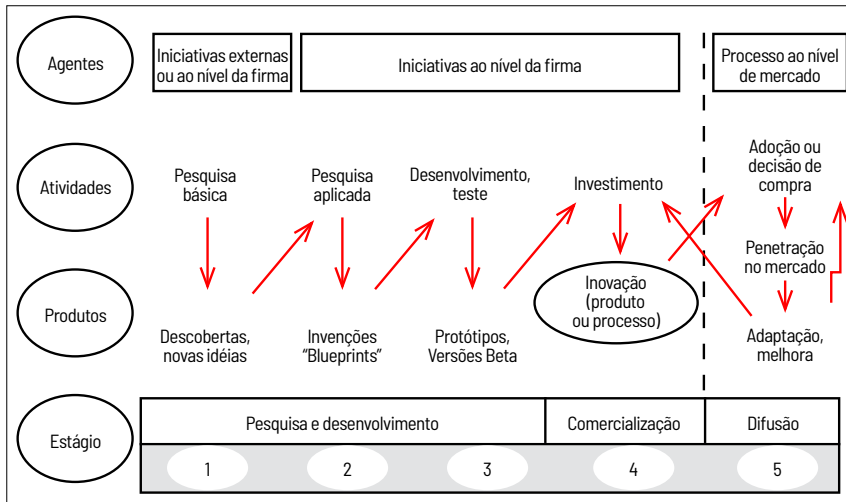 Agentes
Iniciativas externas
ou ao nível da firma
Iniciativas ao nível da firma
Processo ao nível
de mercado
Atividades
Pesquisa
básica
Pesquisa
aplicada
Desenvolvimento,
teste
Investimento
Adoção ou
decisão de
compra
Penetração
no mercado
Produtos
Descobertas,
novas idéias
Invenções
“Blueprints”
Protótipos,
Versões Beta
Inovação
(produto
ou processo)
Adaptação,
melhora
Estágio
Pesquisa e desenvolvimento
Comercialização
Difusão
1
2
3
4
5